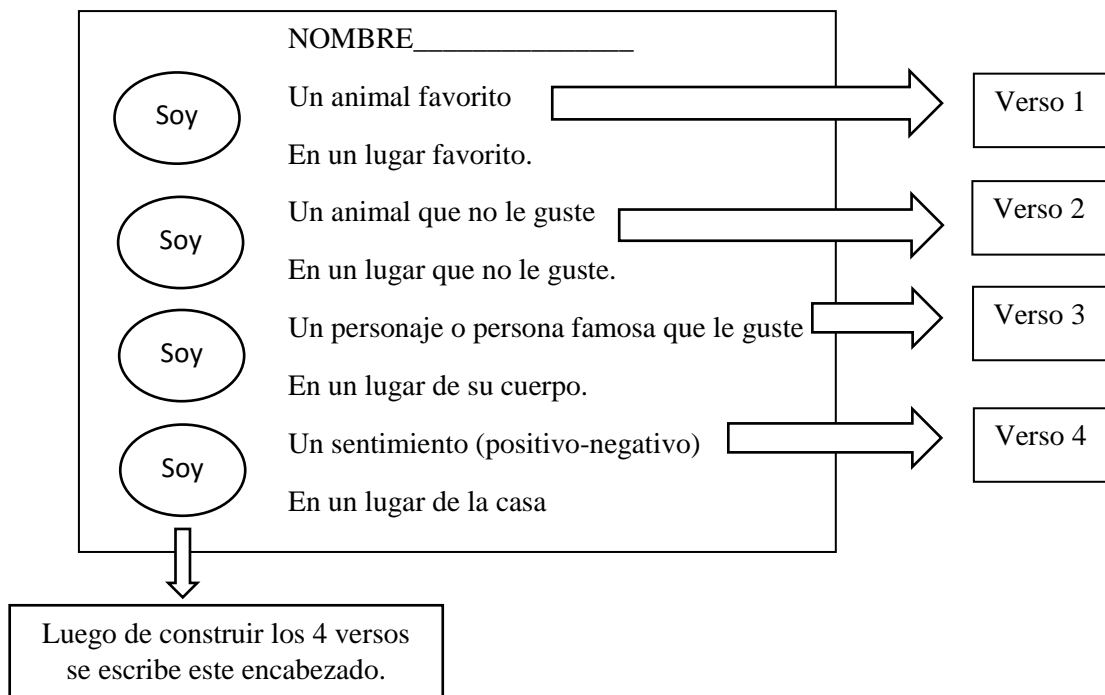 NOMBRE_______________
Soy
Un animal favorito
Verso 1
En un lugar favorito.
Soy
Un animal que no le guste
Verso 2
En un lugar que no le guste.
Soy
Un personaje o persona famosa que le guste
Verso 3
En un lugar de su cuerpo.
Soy
Un sentimiento (positivo-negativo)
Verso 4
En un lugar de la casa
Luego de construir los 4 versos
se escribe este encabezado.